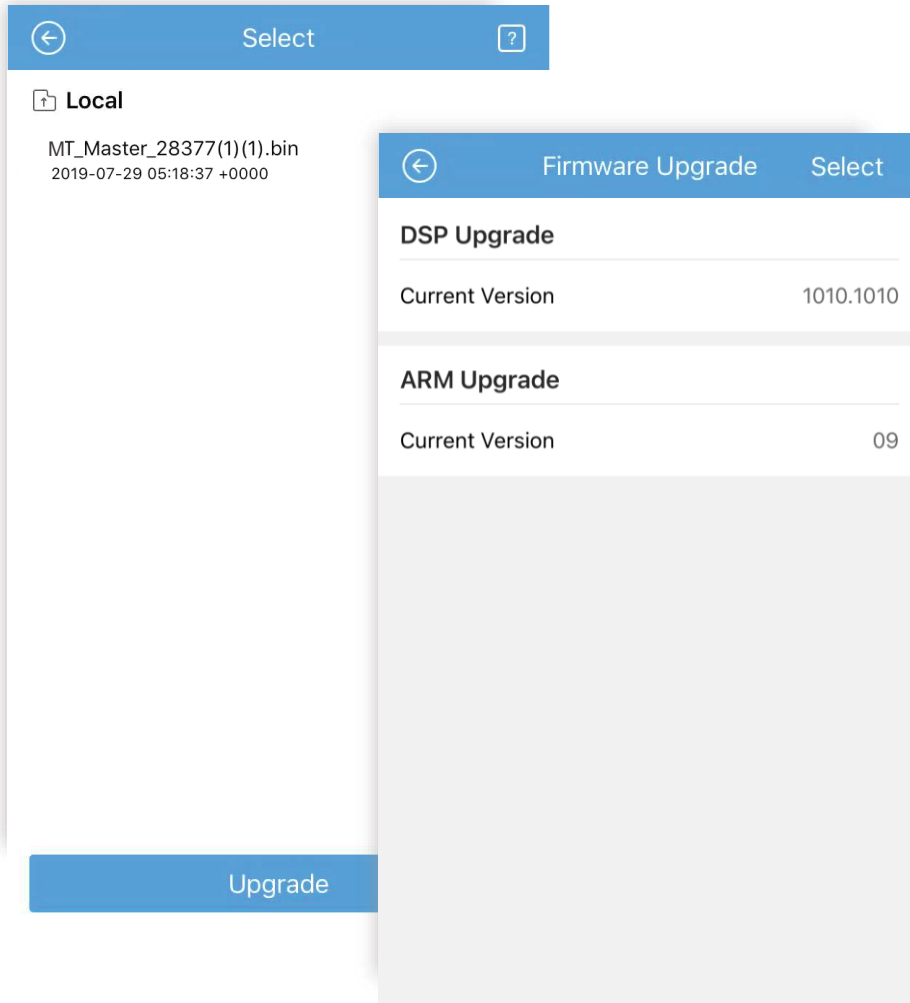 Select
?
Local
MT_Master_28377(1)(1).bin
2019-07-29 05:18:37 +0000
Upgrade
Firmware Upgrade Select
DSP Upgrade
Current Version 1010.1010
ARM Upgrade
Current Version 09